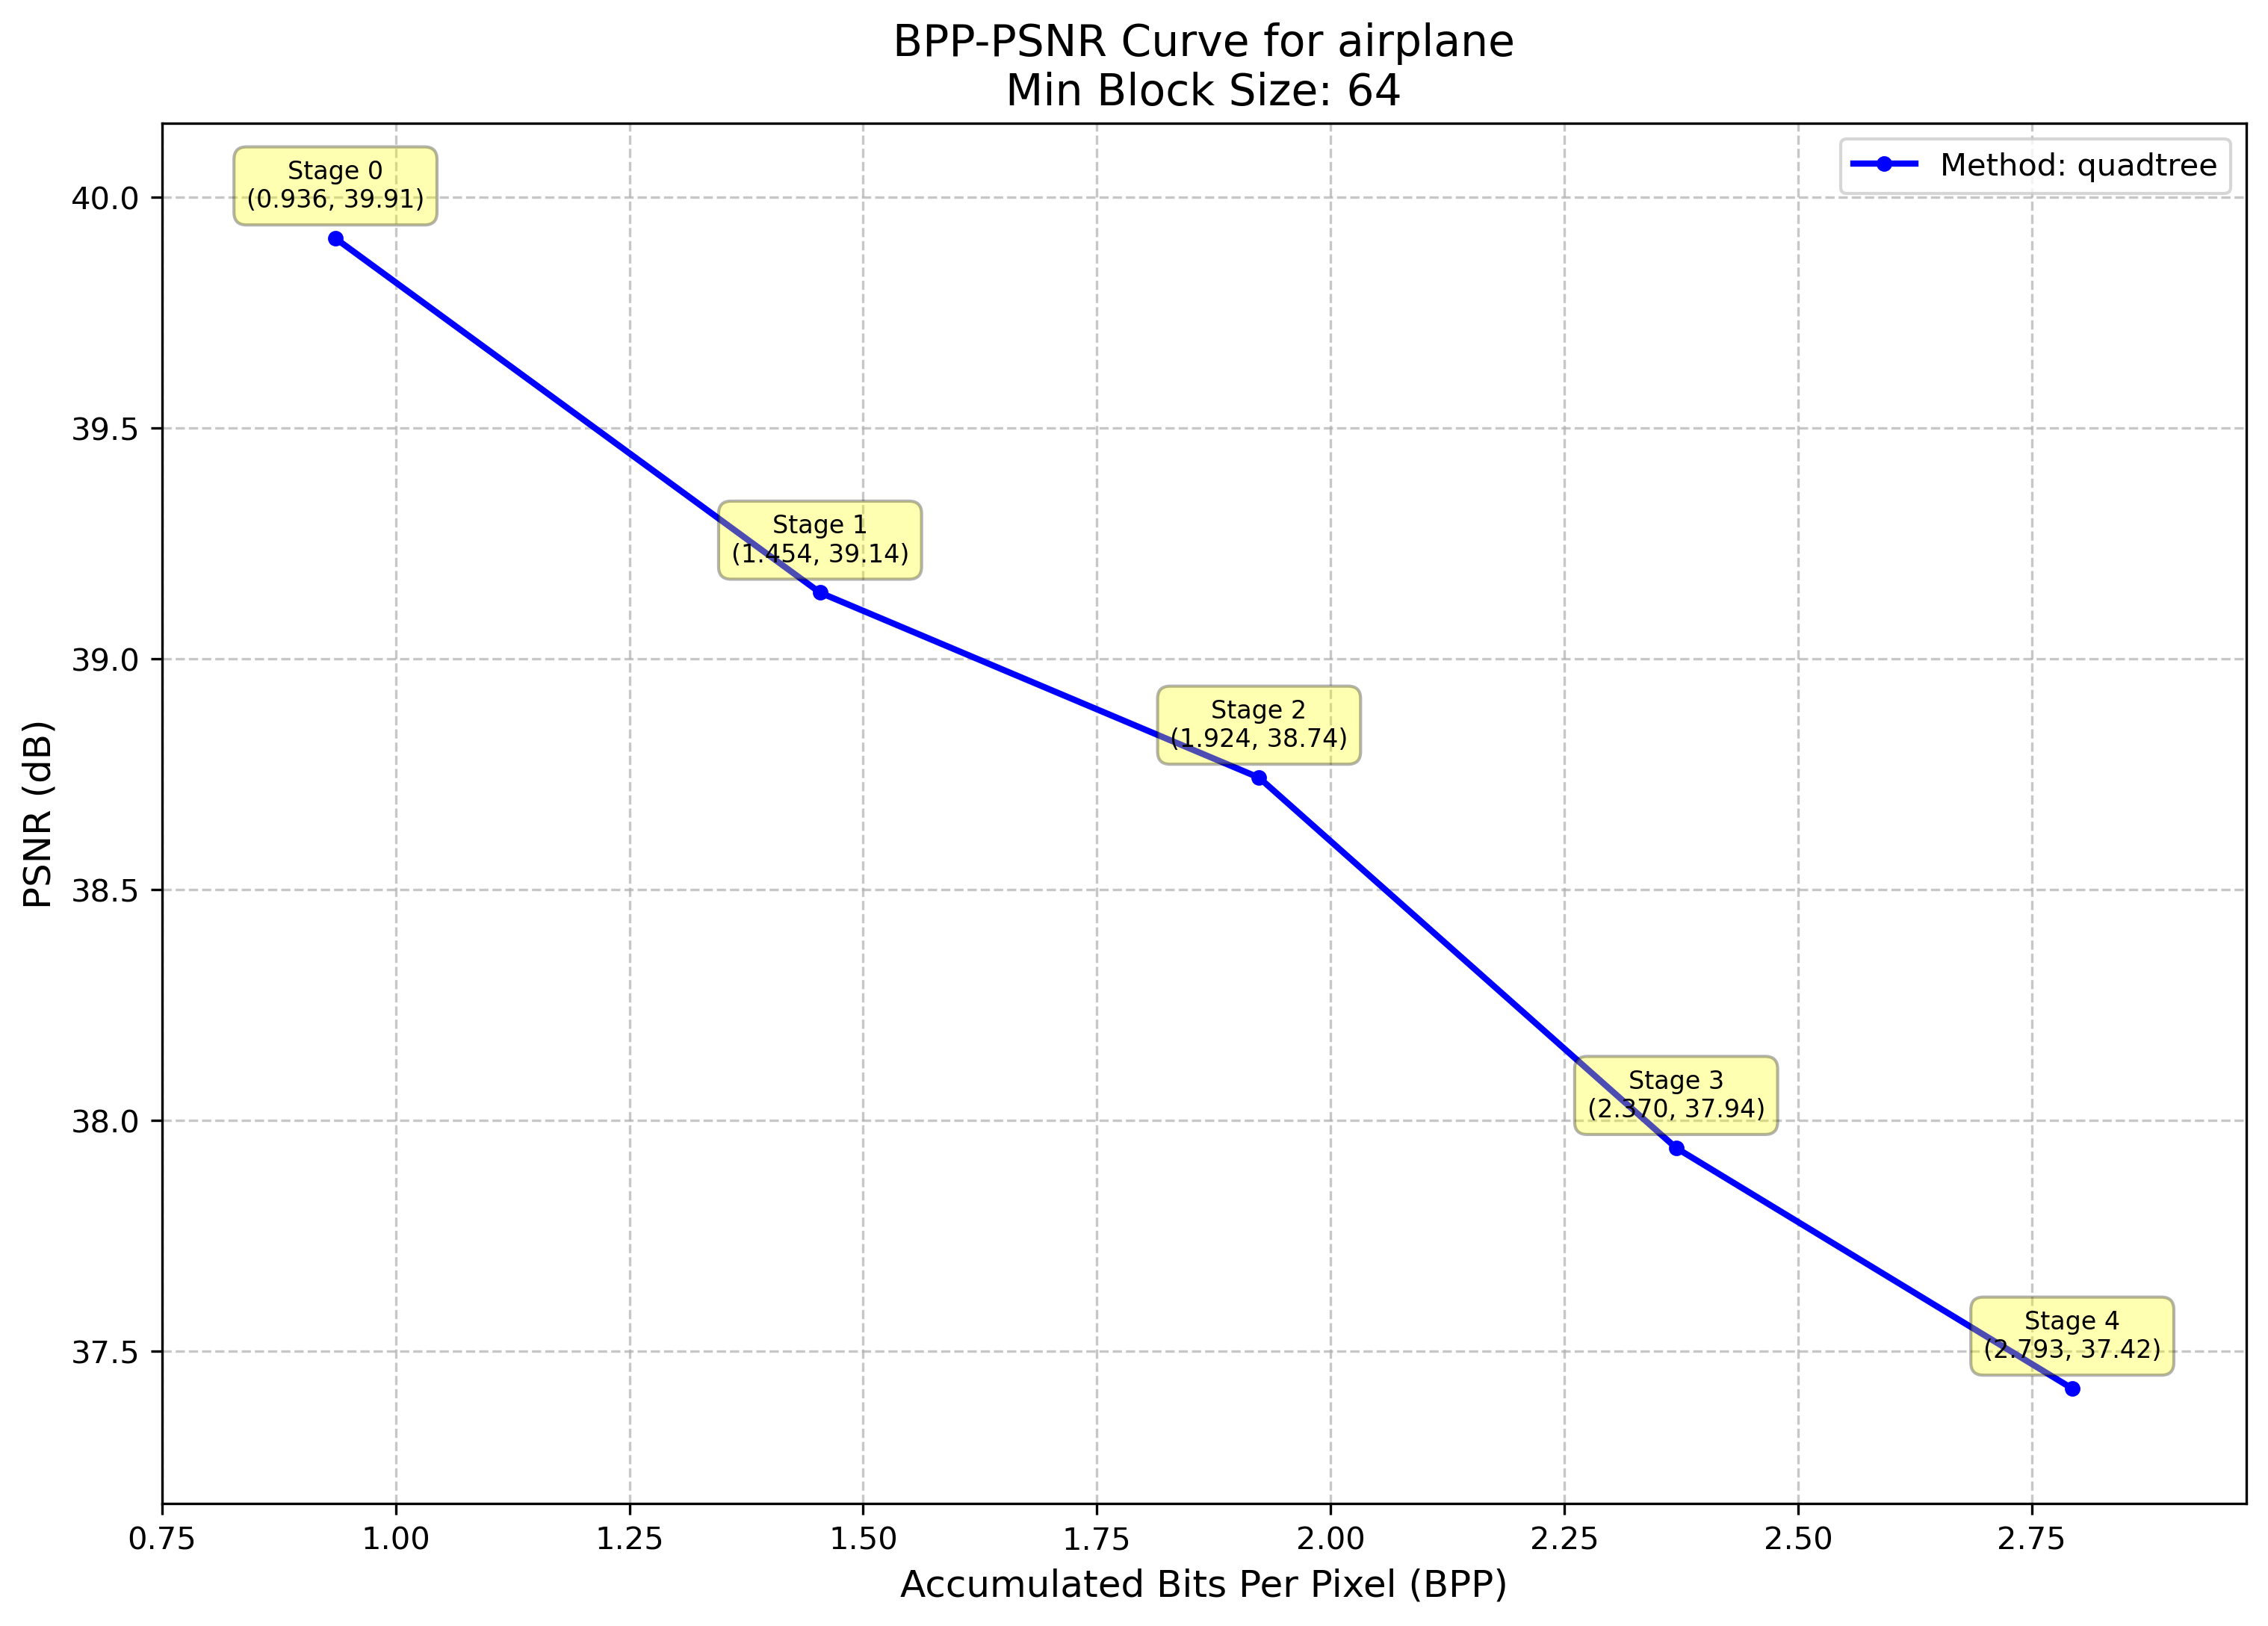 BPP-PSNR Curve for airplane
Min Block Size: 64
Method: quadtree
Stage 0
(0.936, 39.91)
Stage 1
(1.454, 39.14)
Stage 2
(1.924, 38.74)
Stage 3
(2.370, 37.94)
Stage 4
(2.793, 37.42)
PSNR (dB)
40.0
39.5
39.0
38.5
38.0
37.5
0.75 1.00 1.25 1.50 1.75 2.00 2.25 2.50 2.75
Accumulated Bits Per Pixel (BPP)